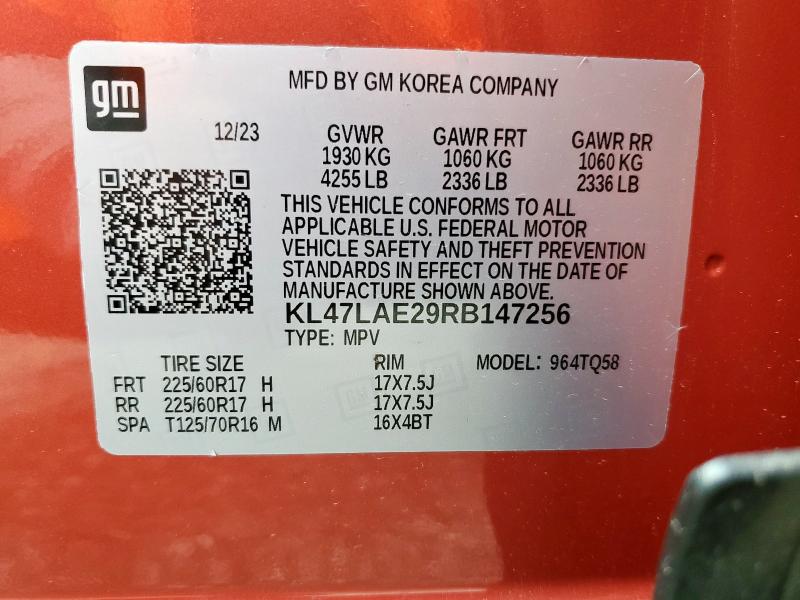 gm
MFD BY GM KOREA COMPANY
12/23
GVWR GAWR FRT GAWR RR
1930 KG 1060 KG 1060 KG
4255 LB 2336 LB 2336 LB
THIS VEHICLE CONFORMS TO ALL
APPLICABLE U.S. FEDERAL MOTOR
VEHICLE SAFETY AND THEFT PREVENTION
STANDARDS IN EFFECT ON THE DATE OF
MANUFACTURE SHOWN ABOVE.
KL47LAE29RB147256
TYPE: MPV
TIRE SIZE RIM MODEL: 964TQ58
FRT 225/60R17 H 17X7.5J
RR 225/60R17 H 17X7.5J
SPA T125/70R16 M 16X4BT